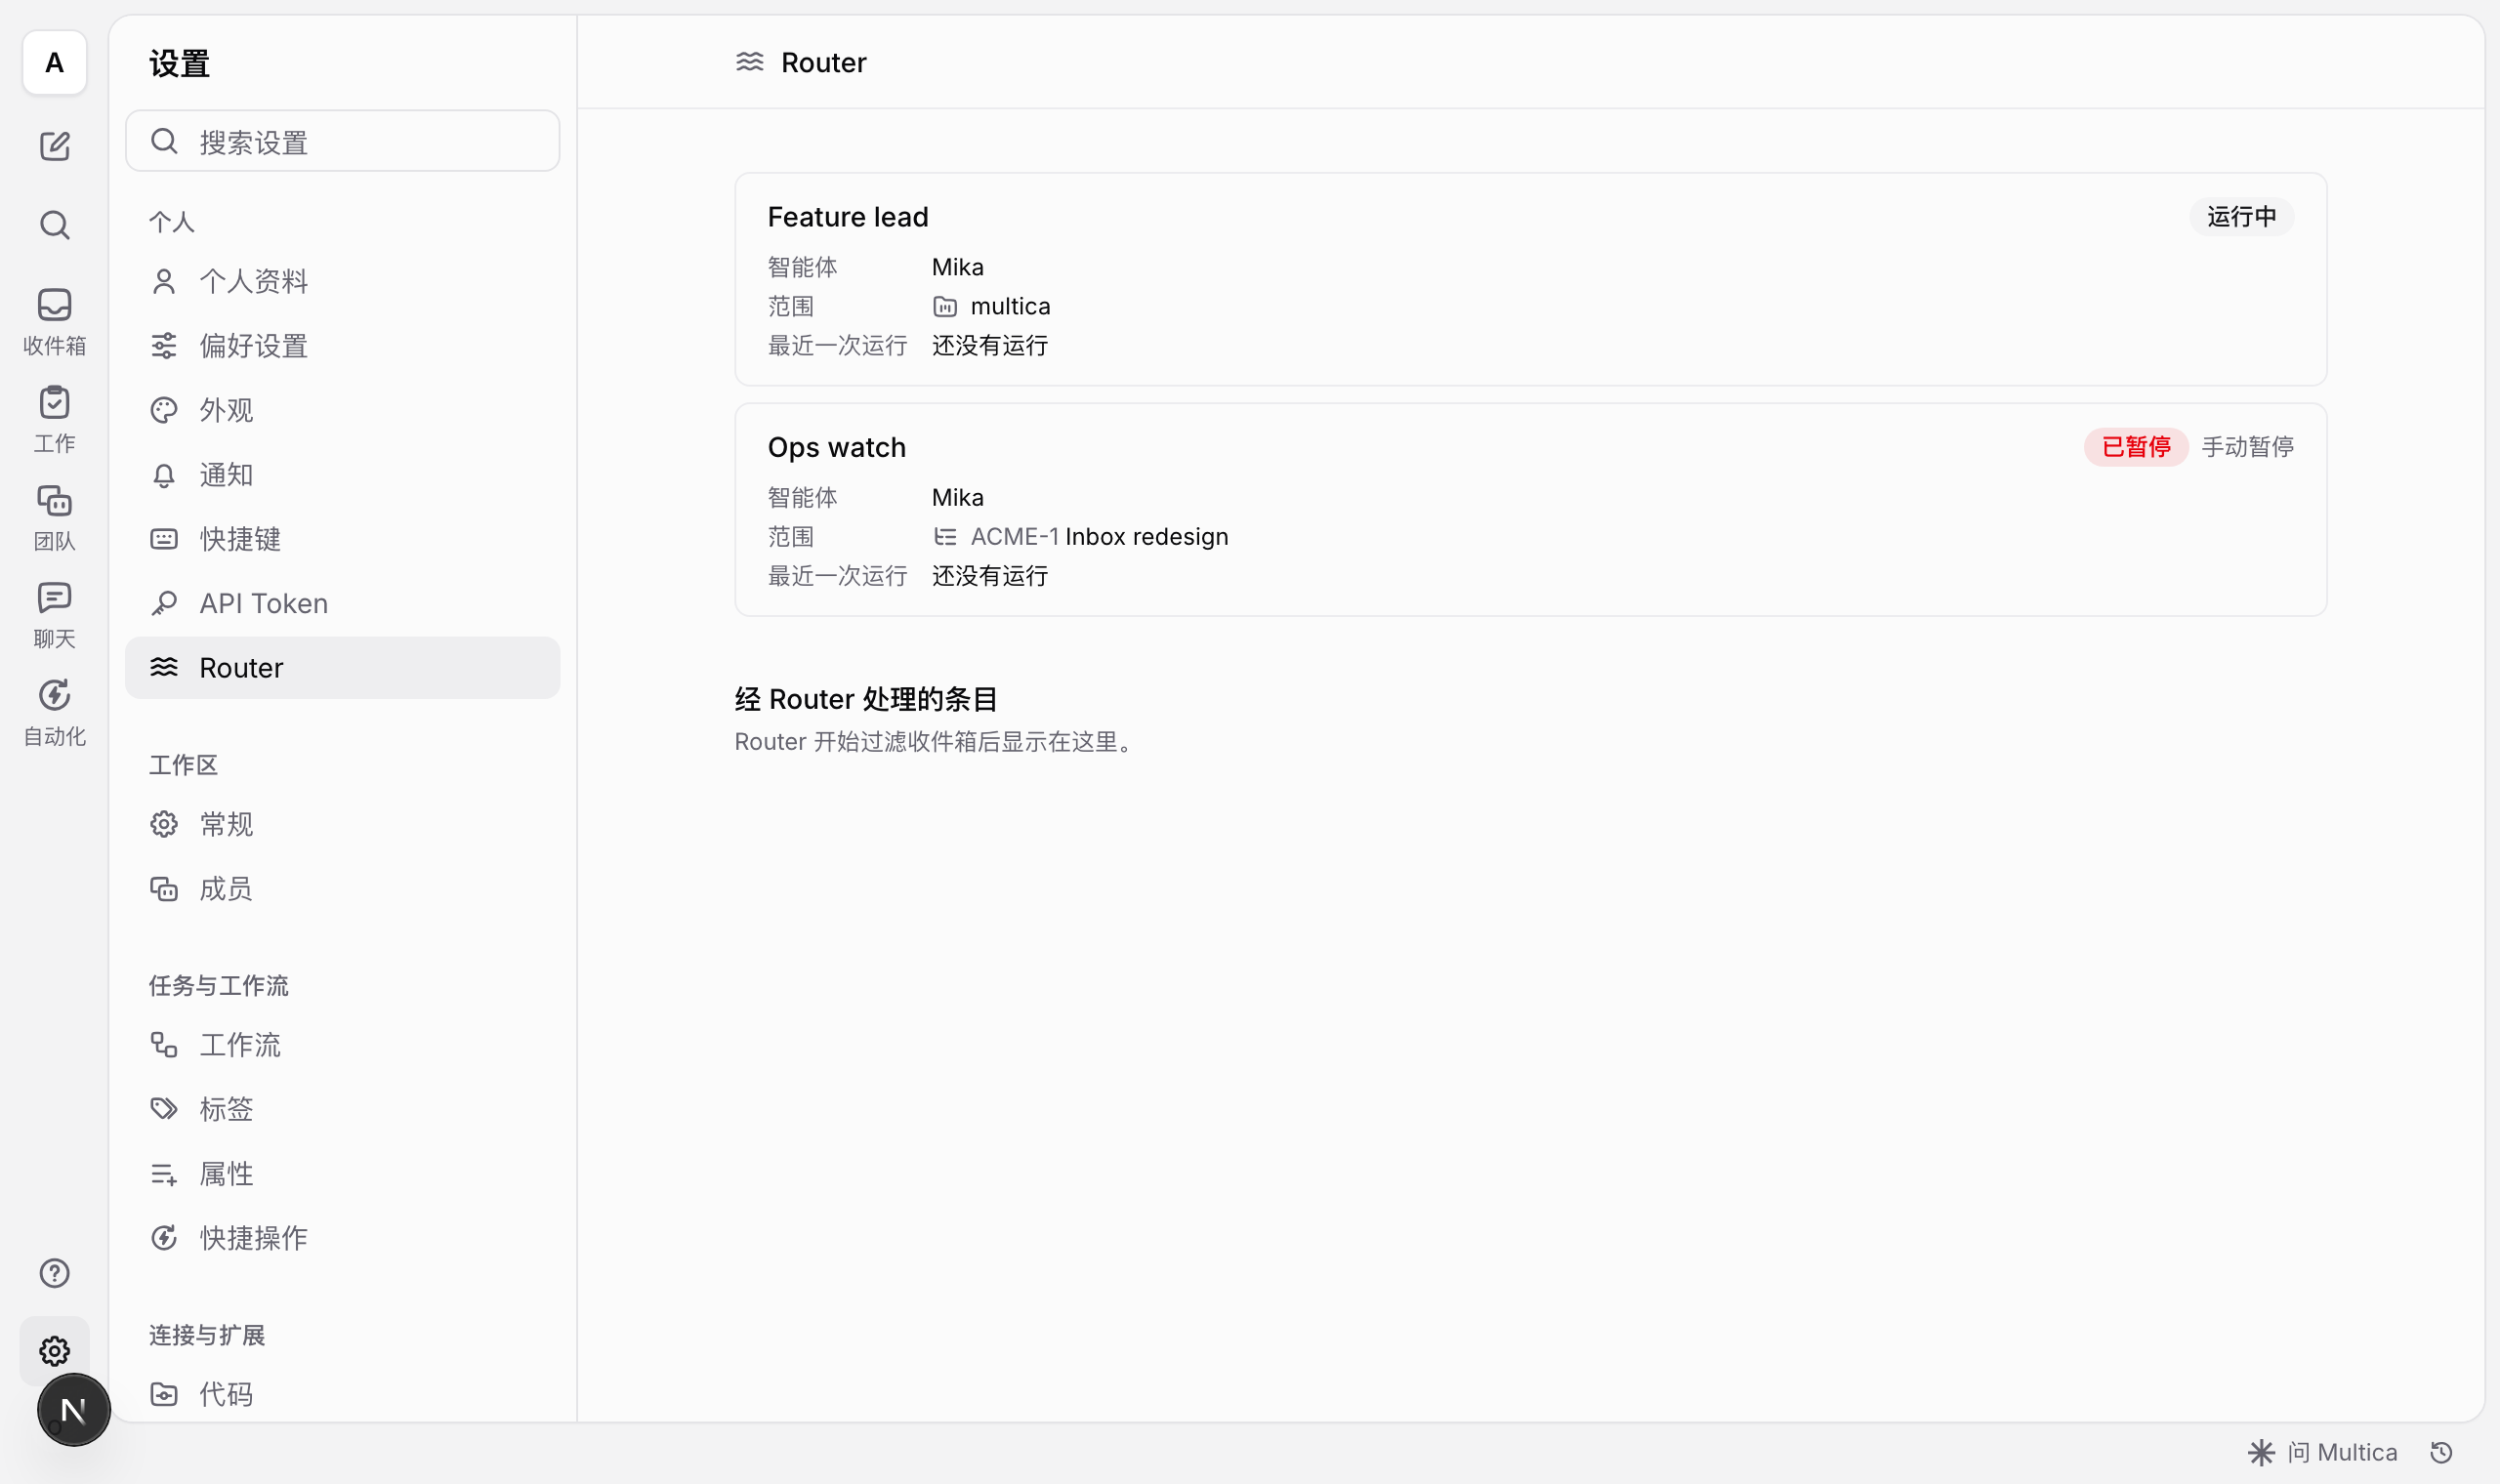 A
收件箱
工作
团队
聊天
自动化
N
设置
搜索设置
个人
个人资料
偏好设置
外观
通知
快捷键
API Token
Router
工作区
常规
成员
任务与工作流
工作流
标签
属性
快捷操作
连接与扩展
代码
Router
Feature lead
运行中
智能体 Mika
范围 multica
最近一次运行 还没有运行
Ops watch
已暂停 手动暂停
智能体 Mika
范围 ACME-1 Inbox redesign
最近一次运行 还没有运行
经 Router 处理的条目
Router 开始过滤收件箱后显示在这里。
问 Multica